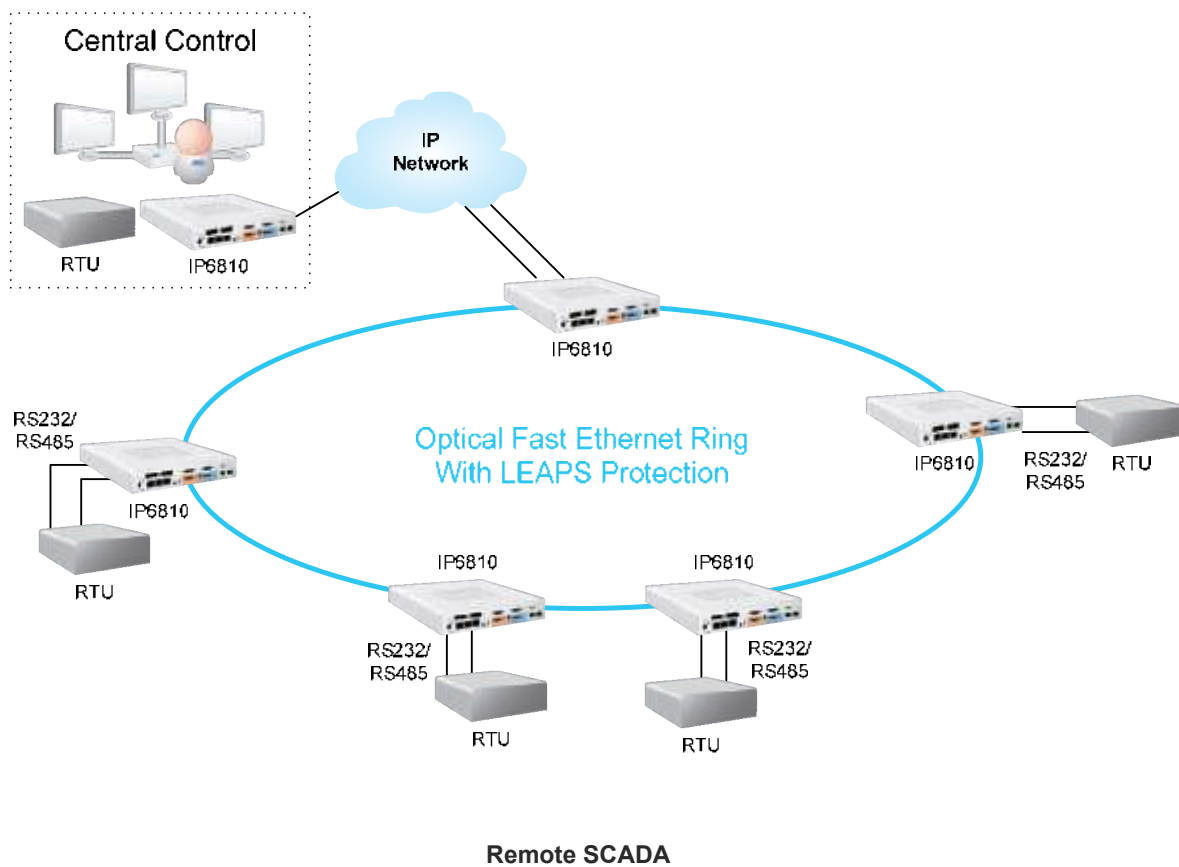 Central Control
IP
Network
RTU
IP6810
IP6810
RS232/
RS485
IP6810
RTU
Optical Fast Ethernet Ring
With LEAPS Protection
IP6810
RS232/
RS485
RTU
IP6810
RS232/
RS485
RTU
IP6810
RS232/
RS485
RTU
Remote SCADA